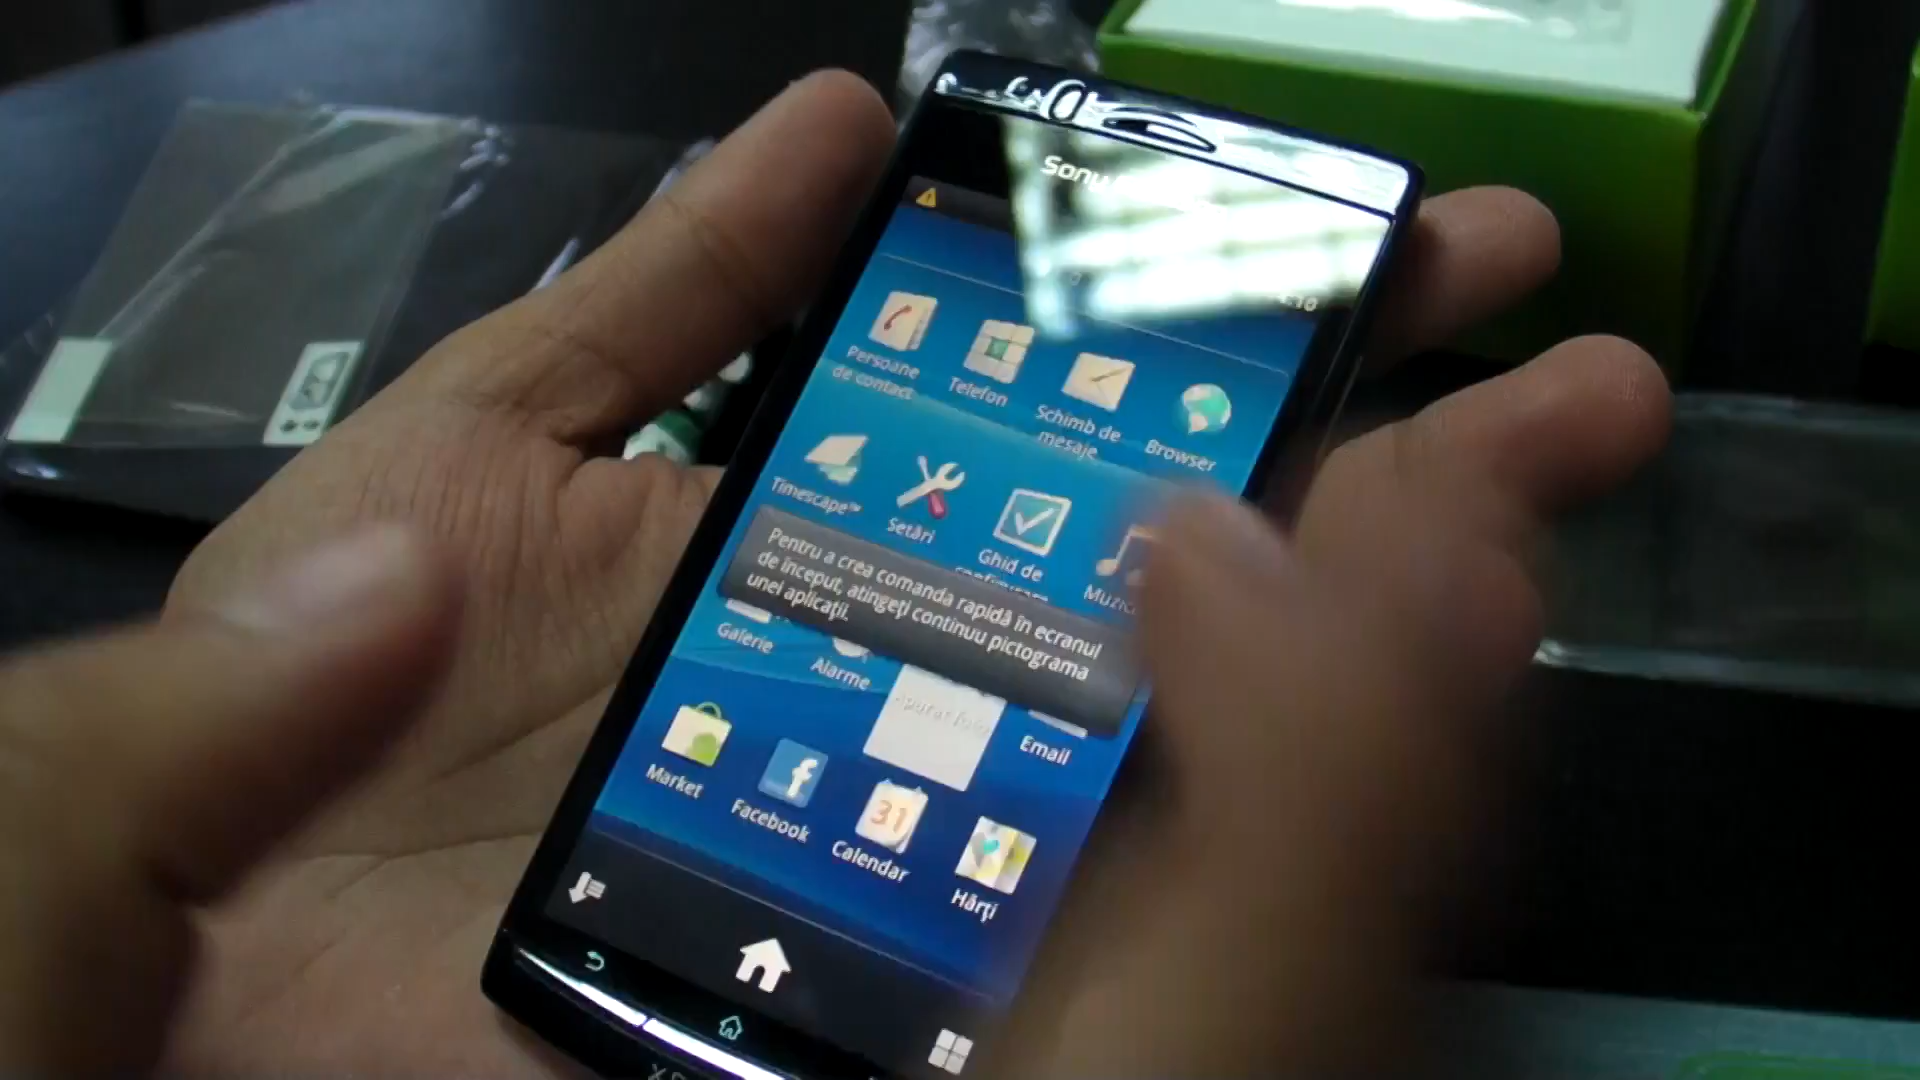 Sony
Persoane
de contact
Telefon
Schimb de
mesaje
Browser
Timescape™
Setări
Ghid de
Pentru a crea comanda rapidă în ecranul
de început, atingeți continuu pictograma
unei aplicații.
Galerie
Alarme
Email
Market
Facebook
31
Calendar
Hărţi